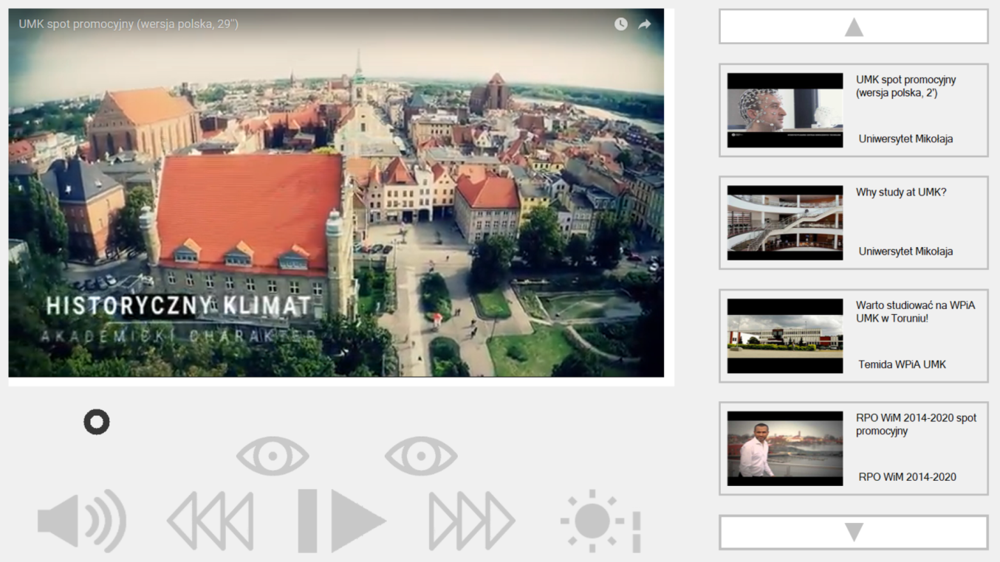 UMK spot promocyjny (wersja polska, 29")
HISTORYCZNY KLIMAT
AKADEMICKI CHARAKTER
UMK spot promocyjny
(wersja polska, 2')
Uniwersytet Mikołaja
Why study at UMK?
Uniwersytet Mikołaja
Warto studiować na WPiA
UMK w Toruniu!
Temida WPiA UMK
RPO WiM 2014-2020 spot
promocyjny
RPO WiM 2014-2020